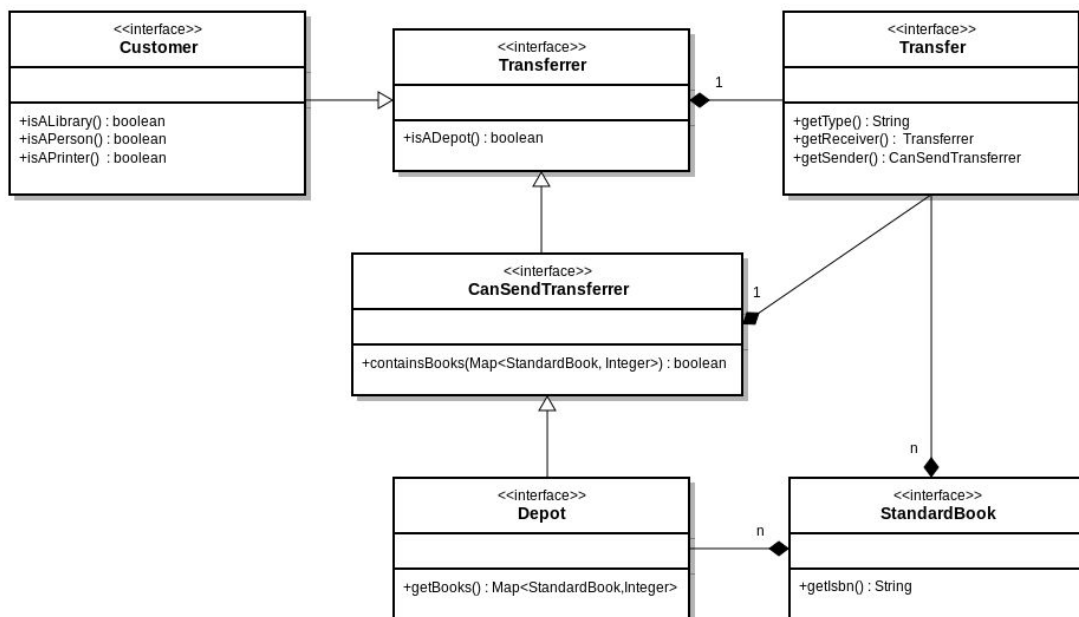 <<interface>>
Customer
+isALibrary() : boolean
+isAPerson() : boolean
+isAPrinter()  : boolean
<<interface>>
Transferrer
+isADepot() : boolean
1
<<interface>>
Transfer
+getType() : String
+getReceiver() :  Transferrer
+getSender() : CanSendTransferrer
<<interface>>
CanSendTransferrer
+containsBooks(Map<StandardBook, Integer>) : boolean
1
<<interface>>
Depot
+getBooks() : Map<StandardBook,Integer>
n
n
<<interface>>
StandardBook
+getIsbn() : String